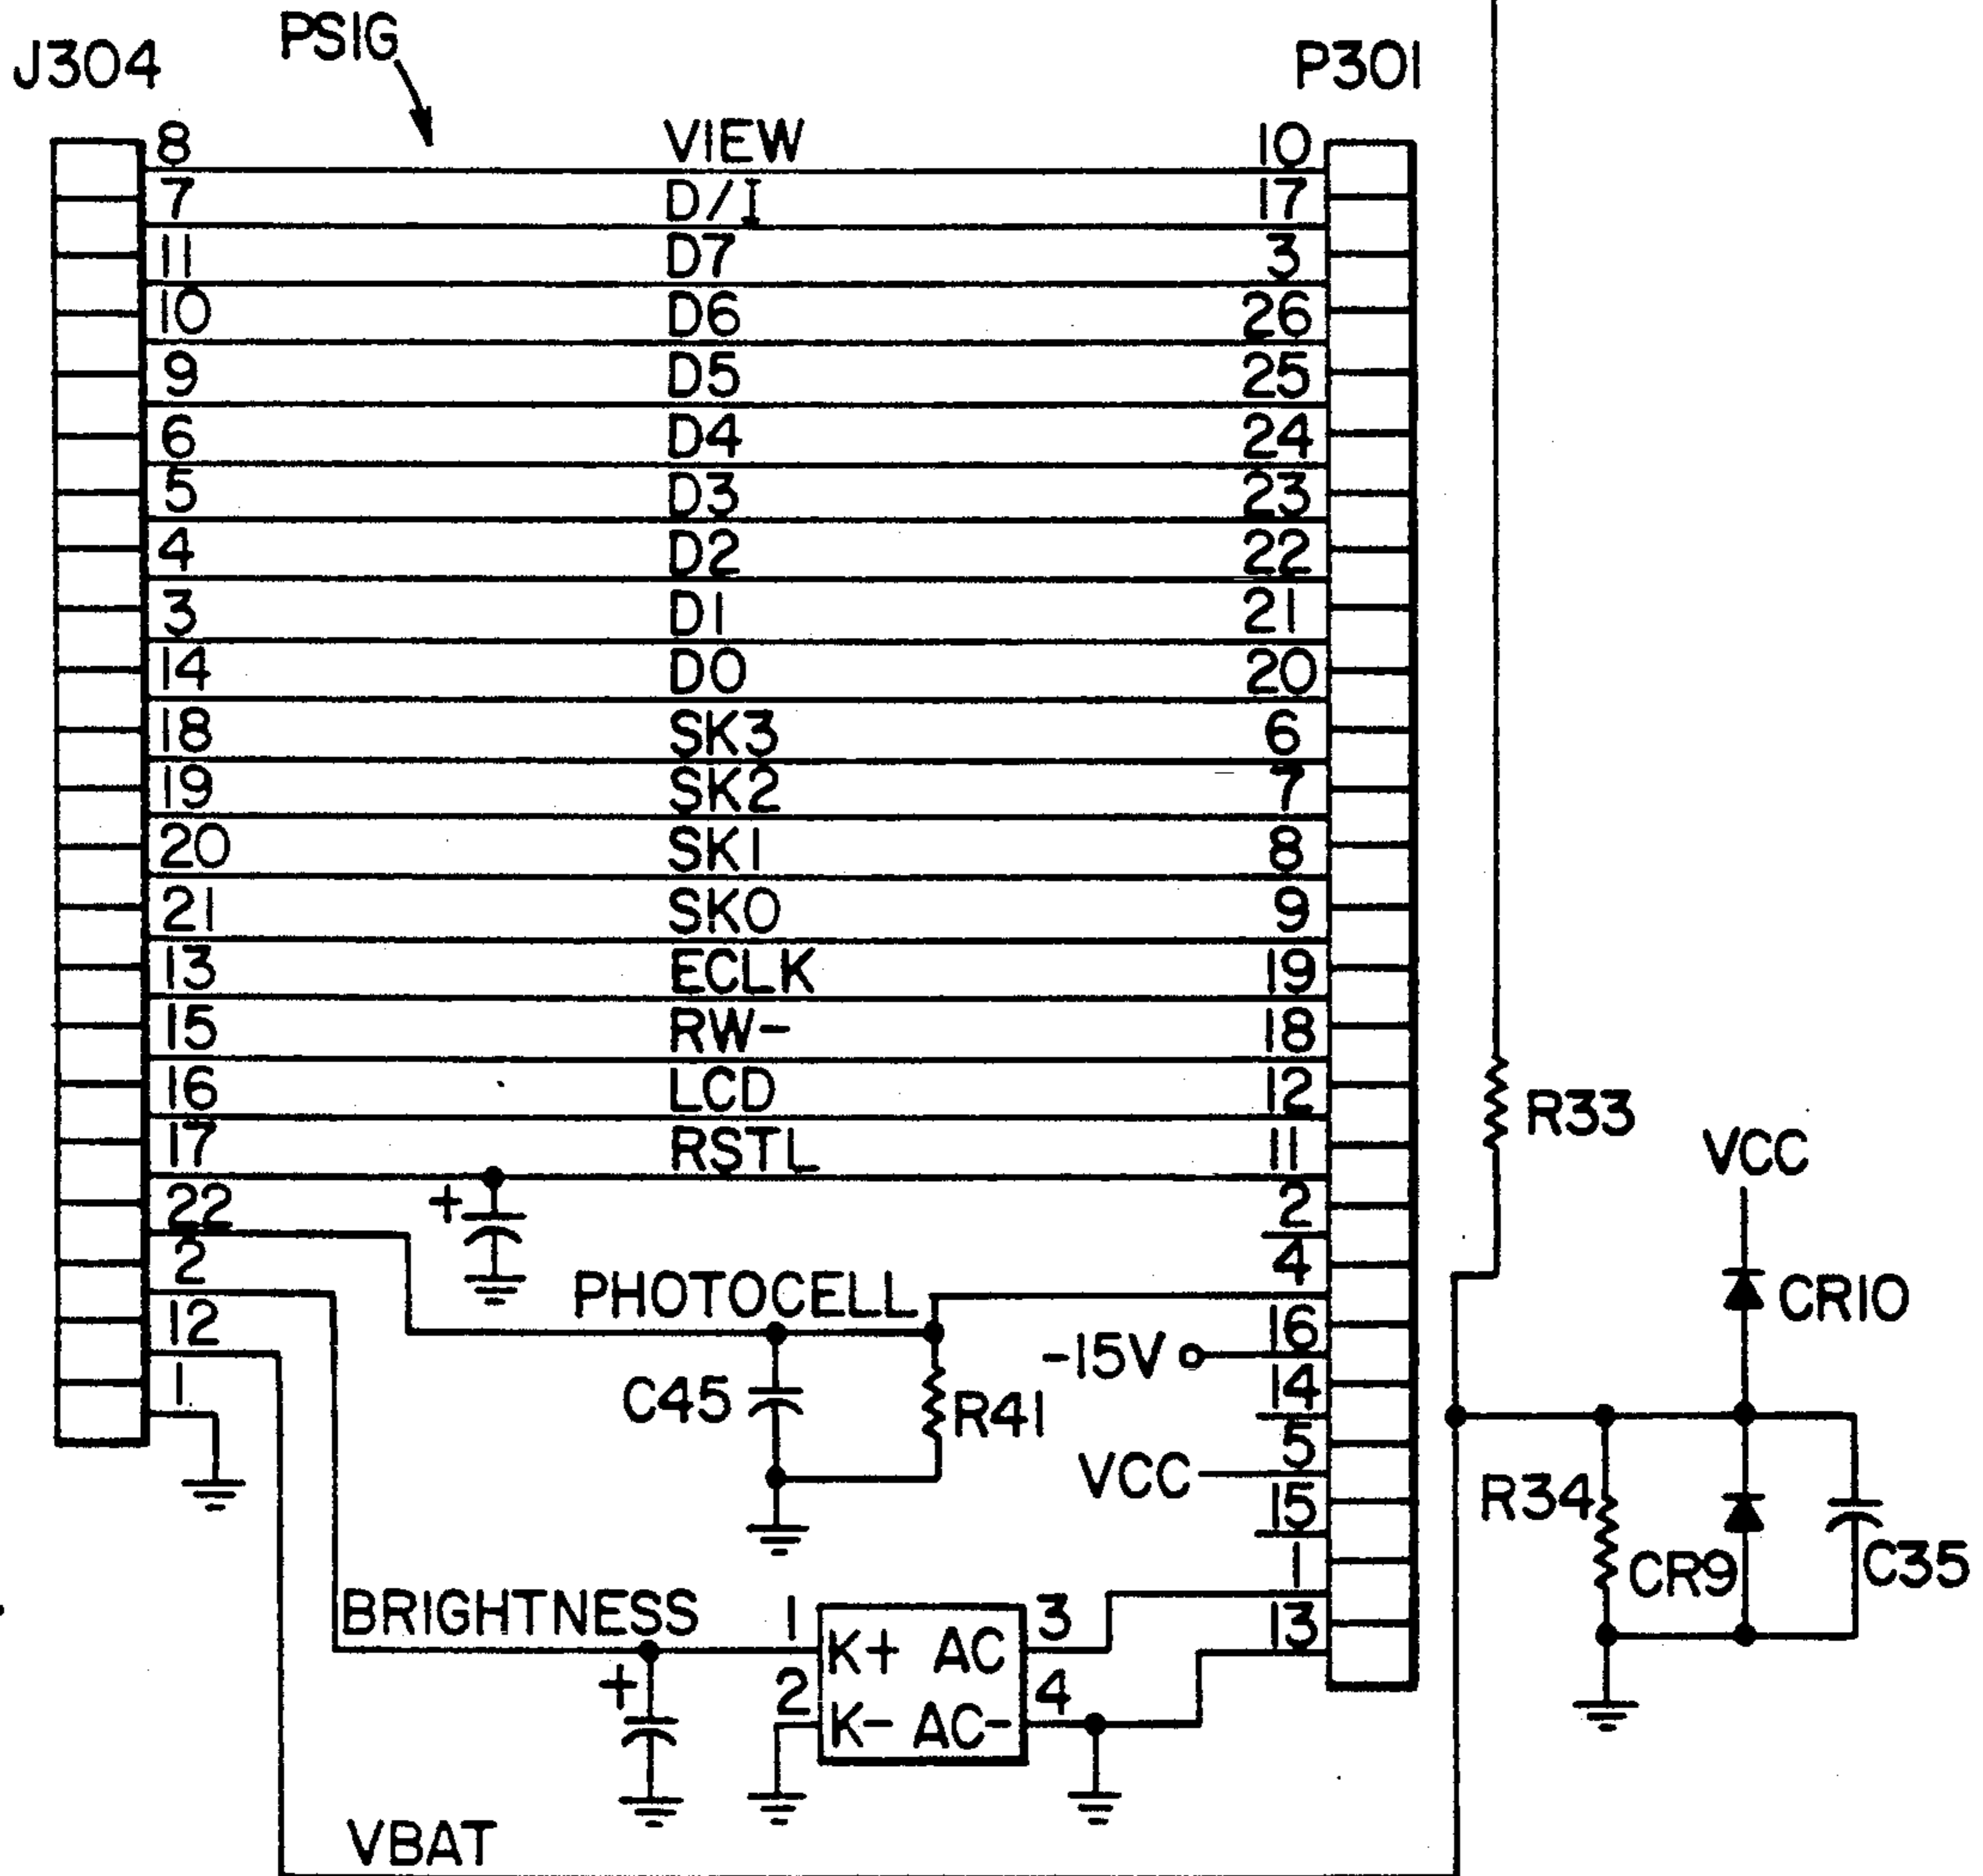 J304 PSIG P301
8 VIEW 10
7 D/I 17
11 D7 3
10 D6 26
9 D5 25
6 D4 24
5 D3 23
4 D2 22
3 D1 21
14 D0 20
18 SK3 6
19 SK2 7
20 SK1 8
21 SK0 9
13 ECLK 19
15 RW- 18
16 LCD 12
17 RSTL 11
R33
VCC
22 + 2
2 PHOTOCELL 4
CR10
12 -15V 16
1 C45 R41 14
VCC 5
R34
15
CR9 C35
1
BRIGHTNESS 1 K+ AC 3 13
+ 2 K- AC- 4
VBAT